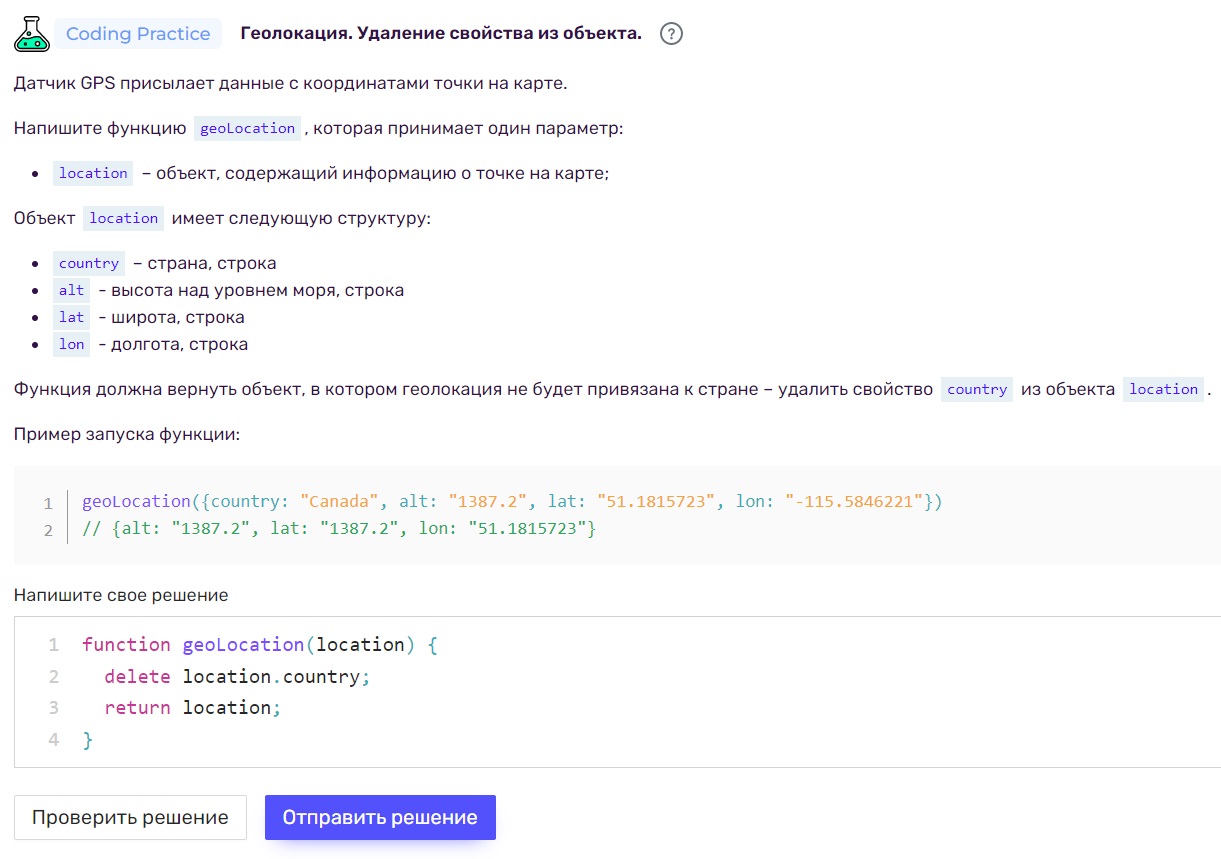 Coding Practice Геолокация. Удаление свойства из объекта. ?
Датчик GPS присылает данные с координатами точки на карте.
Напишите функцию geoLocation , которая принимает один параметр:
• location – объект, содержащий информацию о точке на карте;
Объект location имеет следующую структуру:
• country – страна, строка
• alt - высота над уровнем моря, строка
• lat - широта, строка
• lon - долгота, строка
Функция должна вернуть объект, в котором геолокация не будет привязана к стране – удалить свойство country из объекта location .
Пример запуска функции:
1 geoLocation({country: "Canada", alt: "1387.2", lat: "51.1815723", lon: "-115.5846221"})
2 // {alt: "1387.2", lat: "1387.2", lon: "51.1815723"}
Напишите свое решение
1 function geoLocation(location) {
2 delete location.country;
3 return location;
4 }
Проверить решение Отправить решение